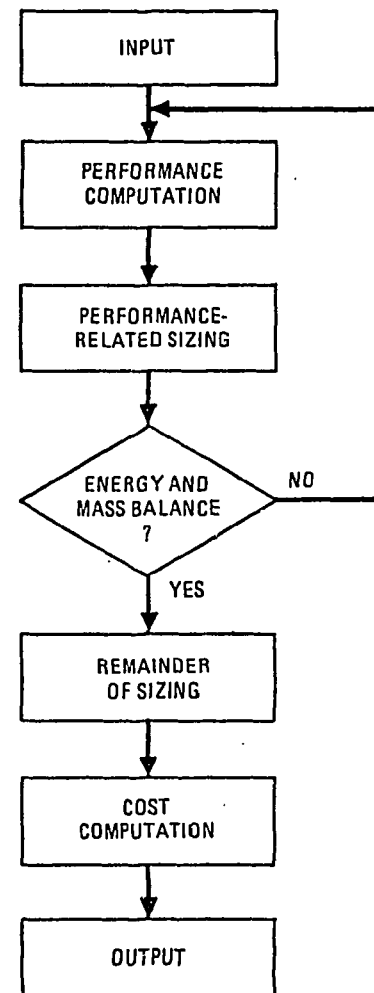 INPUT
PERFORMANCE
COMPUTATION
PERFORMANCE-
RELATED SIZING
ENERGY AND
MASS BALANCE
?
NO
YES
REMAINDER
OF SIZING
COST
COMPUTATION
OUTPUT